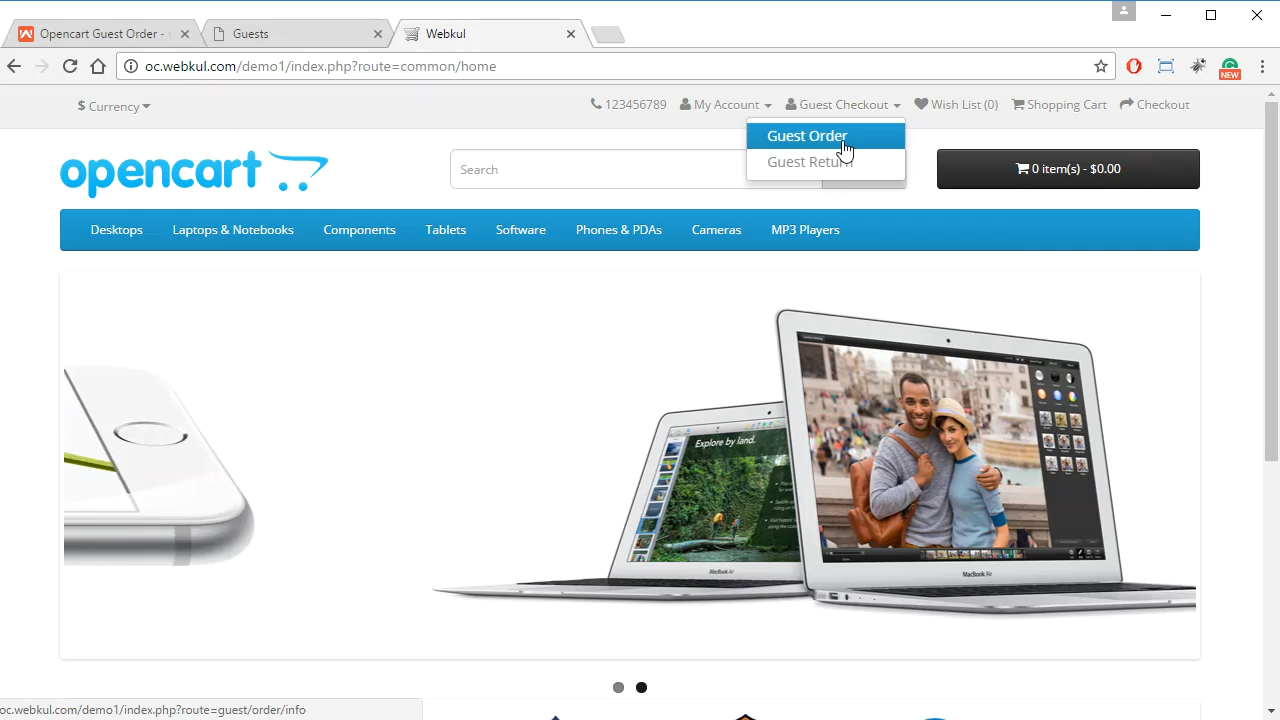 Opencart Guest Order -
Guests
Webkul
oc.webkul.com/demo1/index.php?route=common/home
NEW
$ Currency
123456789
My Account
Guest Checkout
Wish List (0)
Shopping Cart
Checkout
Guest Order
Guest Return
opencart
Search
0 item(s) - $0.00
Desktops
Laptops & Notebooks
Components
Tablets
Software
Phones & PDAs
Cameras
MP3 Players
Explore by land.
MacBook Air
MacBook Air
oc.webkul.com/demo1/index.php?route=guest/order/info